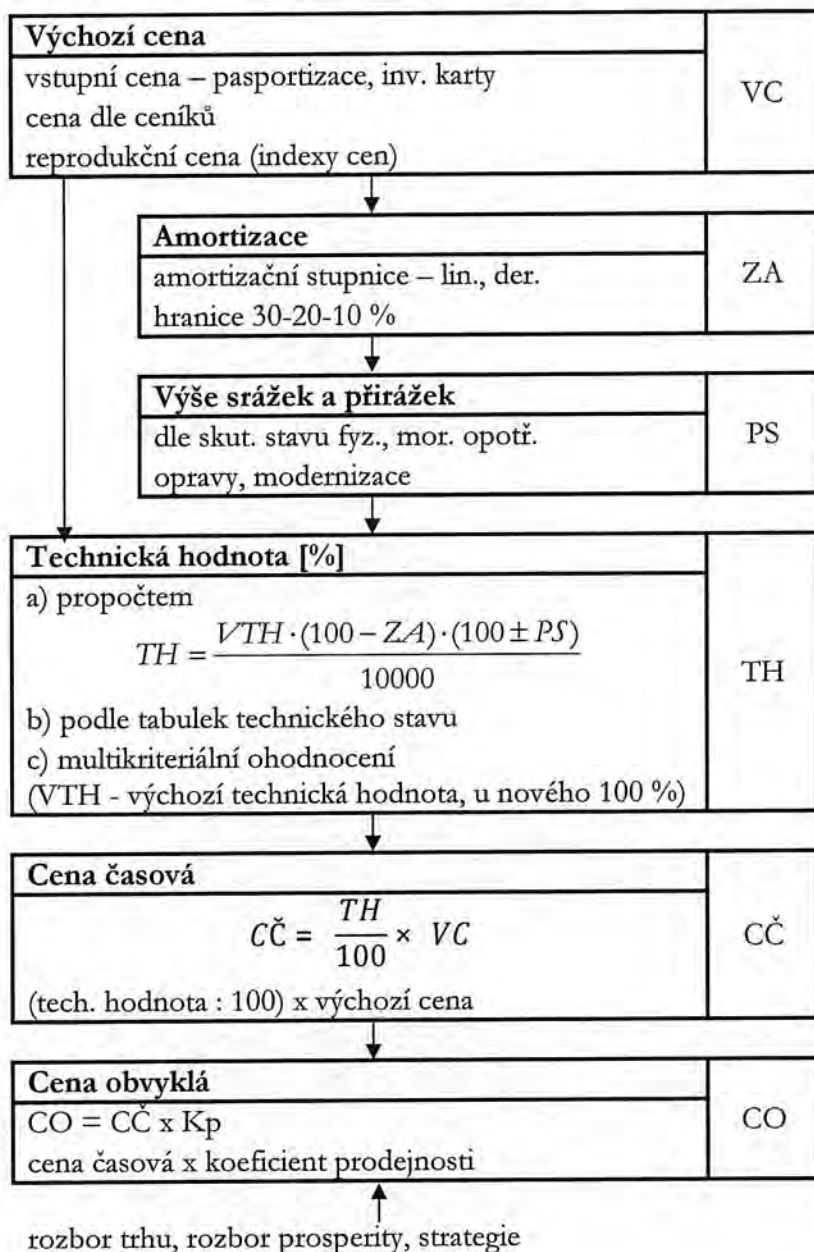 Výchozí cena
vstupní cena – pasportizace, inv. karty
cena dle ceníků
reprodukční cena (indexy cen)
VC
Amortizace
amortizační stupnice – lin., der.
hranice 30-20-10 %
ZA
Výše srážek a přirážek
dle skut. stavu fyz., mor. opotř.
opravy, modernizace
PS
Technická hodnota [%]
a) propočtem
TH = VTH·(100 – ZA)·(100 ± PS) / 10000
b) podle tabulek technického stavu
c) multikriteriální ohodnocení
(VTH - výchozí technická hodnota, u nového 100 %)
TH
Cena časová
CČ = TH / 100 × VC
(tech. hodnota : 100) x výchozí cena
CČ
Cena obvyklá
CO = CČ x Kp
cena časová x koeficient prodejnosti
CO
rozbor trhu, rozbor prosperity, strategie